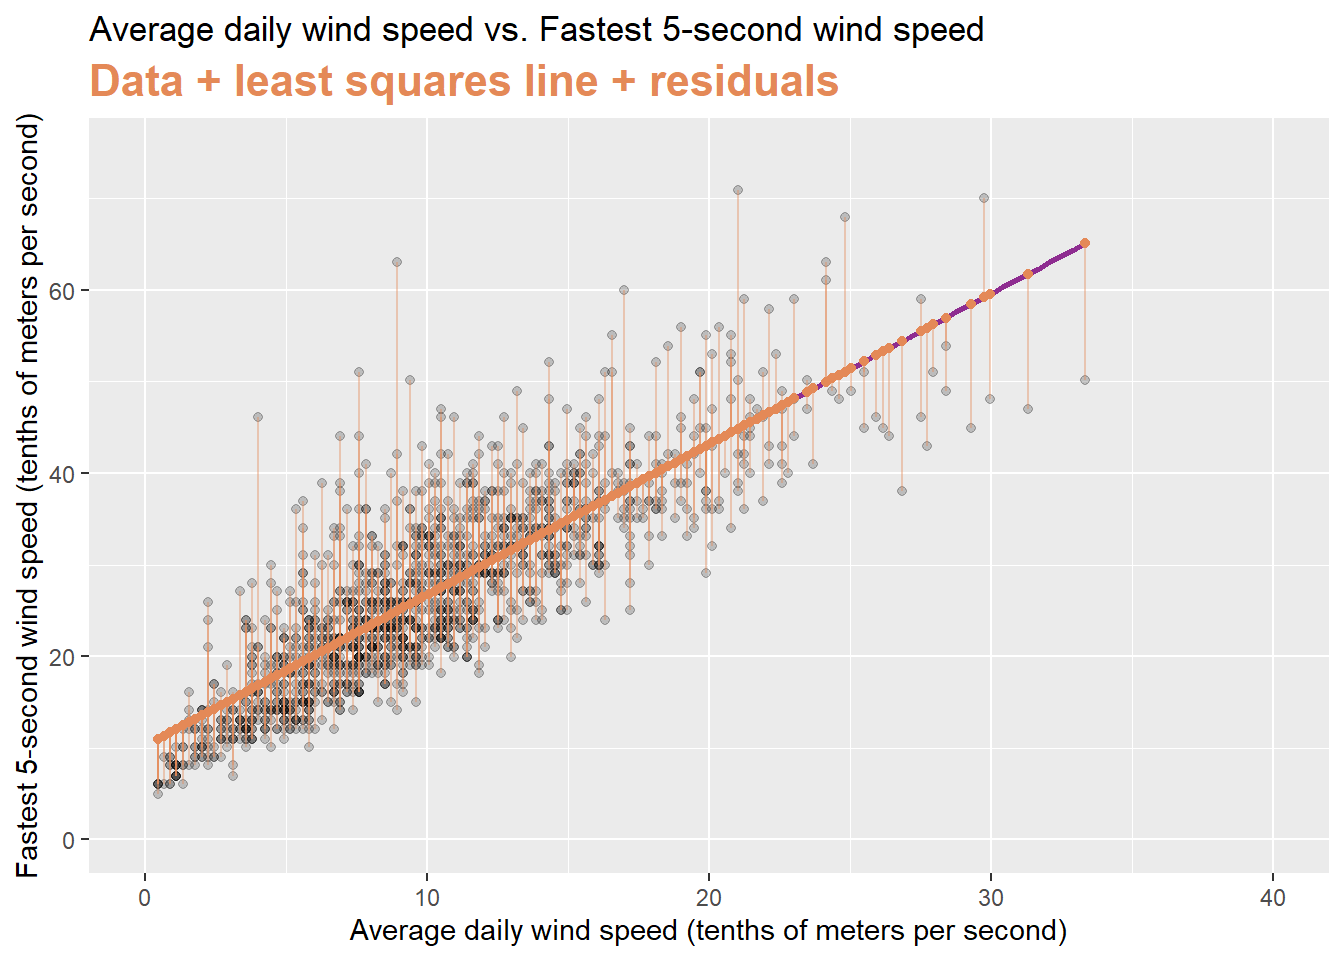 Average daily wind speed vs. Fastest 5-second wind speed
Data + least squares line + residuals
Fastest 5-second wind speed (tenths of meters per second)
60
40
20
0
0 10 20 30 40
Average daily wind speed (tenths of meters per second)